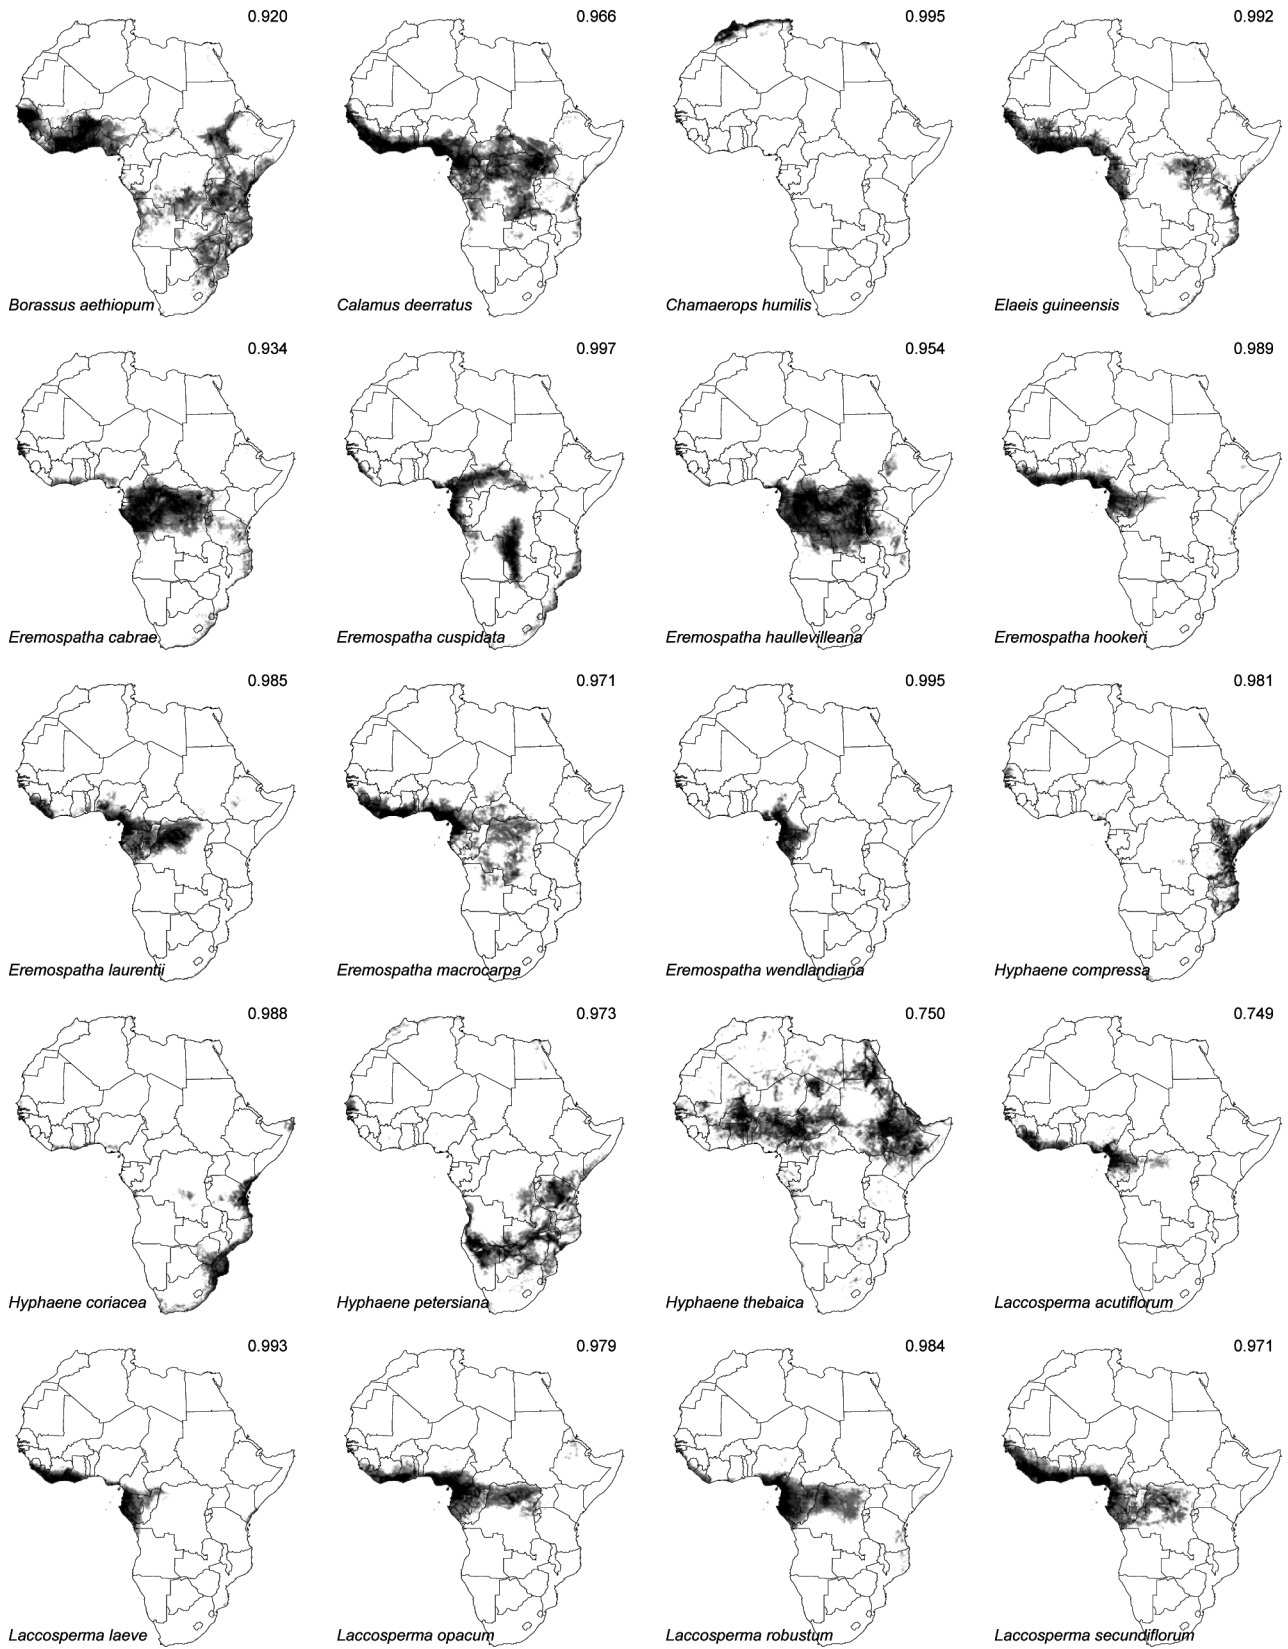 0.920 0.966 0.995 0.992
Borassus aethiopum Calamus deerratus Chamaerops humilis Elaeis guineensis
0.934 0.997 0.954 0.989
Eremospatha cabrae Eremospatha cuspidata Eremospatha haullevilleana Eremospatha hookeri
0.985 0.971 0.995 0.981
Eremospatha laurentii Eremospatha macrocarpa Eremospatha wendlandiana Hyphaene compressa
0.988 0.973 0.750 0.749
Hyphaene coriacea Hyphaene petersiana Hyphaene thebaica Laccosperma acutiflorum
0.993 0.979 0.984 0.971
Laccosperma laeve Laccosperma opacum Laccosperma robustum Laccosperma secundiflorum